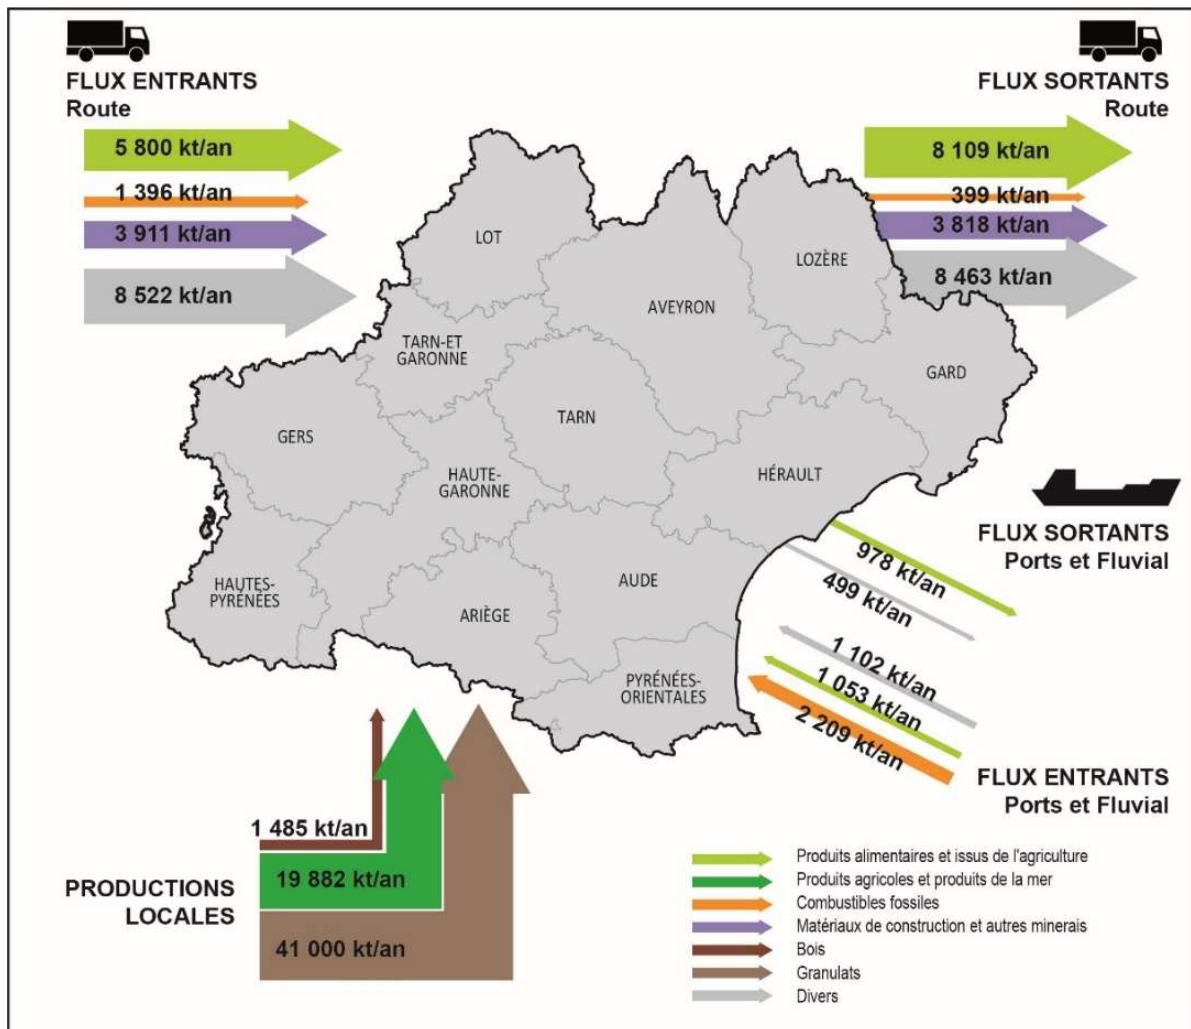 FLUX ENTRANTS
Route
5 800 kt/an
1 396 kt/an
3 911 kt/an
8 522 kt/an
FLUX SORTANTS
Route
8 109 kt/an
399 kt/an
3 818 kt/an
8 463 kt/an
LOT
LOZÈRE
AVEYRON
TARN-ET
GARONNE
GARD
TARN
GERS
HAUTE-
GARONNE
HÉRAULT
HAUTES-
PYRÉNÉES
AUDE
ARIÈGE
PYRÉNÉES-
ORIENTALES
FLUX SORTANTS
Ports et Fluvial
978 kt/an
499 kt/an
1 102 kt/an
1 053 kt/an
2 209 kt/an
FLUX ENTRANTS
Ports et Fluvial
PRODUCTIONS
LOCALES
1 485 kt/an
19 882 kt/an
41 000 kt/an
Produits alimentaires et issus de l'agriculture
Produits agricoles et produits de la mer
Combustibles fossiles
Matériaux de construction et autres minerais
Bois
Granulats
Divers